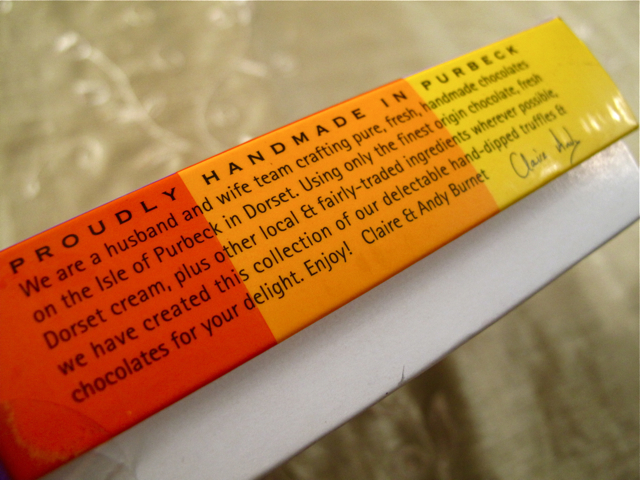 PROUDLY HANDMADE IN PURBECK
We are a husband and wife team crafting pure, fresh, handmade chocolates
on the Isle of Purbeck in Dorset. Using only the finest origin chocolate, fresh
Dorset cream, plus other local & fairly-traded ingredients wherever possible,
we have created this collection of our delectable hand-dipped truffles &
chocolates for your delight. Enjoy! Claire & Andy Burnet
Claire Andy